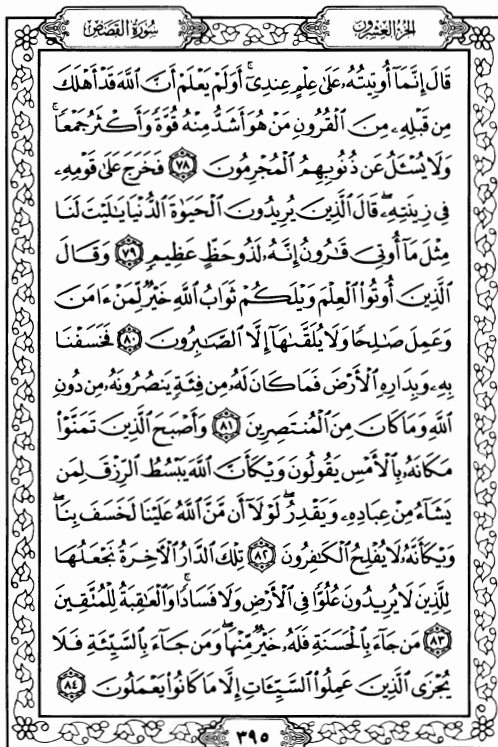 الجزء العشرون
سورة القصص
قَالَ إِنَّمَآ أُوتِيتُهُۥ عَلَىٰ عِلْمٍ عِندِىٓ ۚ أَوَلَمْ يَعْلَمْ أَنَّ ٱللَّهَ قَدْ أَهْلَكَ
مِن قَبْلِهِۦ مِنَ ٱلْقُرُونِ مَنْ هُوَ أَشَدُّ مِنْهُ قُوَّةً وَأَكْثَرُ جَمْعًا ۚ
وَلَا يُسْـَٔلُ عَن ذُنُوبِهِمُ ٱلْمُجْرِمُونَ ﴿٧٨﴾ فَخَرَجَ عَلَىٰ قَوْمِهِۦ
فِى زِينَتِهِۦ ۖ قَالَ ٱلَّذِينَ يُرِيدُونَ ٱلْحَيَوٰةَ ٱلدُّنْيَا يَـٰلَيْتَ لَنَا
مِثْلَ مَآ أُوتِىَ قَـٰرُونُ إِنَّهُۥ لَذُو حَظٍّ عَظِيمٍ ﴿٧٩﴾ وَقَالَ
ٱلَّذِينَ أُوتُوا۟ ٱلْعِلْمَ وَيْلَكُمْ ثَوَابُ ٱللَّهِ خَيْرٌ لِّمَنْ ءَامَنَ
وَعَمِلَ صَـٰلِحًا وَلَا يُلَقَّىٰهَآ إِلَّا ٱلصَّـٰبِرُونَ ﴿٨٠﴾ فَخَسَفْنَا
بِهِۦ وَبِدَارِهِ ٱلْأَرْضَ فَمَا كَانَ لَهُۥ مِن فِئَةٍ يَنصُرُونَهُۥ مِن دُونِ
ٱللَّهِ وَمَا كَانَ مِنَ ٱلْمُنتَصِرِينَ ﴿٨١﴾ وَأَصْبَحَ ٱلَّذِينَ تَمَنَّوْا۟
مَكَانَهُۥ بِٱلْأَمْسِ يَقُولُونَ وَيْكَأَنَّ ٱللَّهَ يَبْسُطُ ٱلرِّزْقَ لِمَن
يَشَآءُ مِنْ عِبَادِهِۦ وَيَقْدِرُ ۖ لَوْلَآ أَن مَّنَّ ٱللَّهُ عَلَيْنَا لَخَسَفَ بِنَا ۖ
وَيْكَأَنَّهُۥ لَا يُفْلِحُ ٱلْكَـٰفِرُونَ ﴿٨٢﴾ تِلْكَ ٱلدَّارُ ٱلْـَٔاخِرَةُ نَجْعَلُهَا
لِلَّذِينَ لَا يُرِيدُونَ عُلُوًّا فِى ٱلْأَرْضِ وَلَا فَسَادًا ۚ وَٱلْعَـٰقِبَةُ لِلْمُتَّقِينَ
﴿٨٣﴾ مَن جَآءَ بِٱلْحَسَنَةِ فَلَهُۥ خَيْرٌ مِّنْهَا ۖ وَمَن جَآءَ بِٱلسَّيِّئَةِ فَلَا
يُجْزَى ٱلَّذِينَ عَمِلُوا۟ ٱلسَّيِّـَٔاتِ إِلَّا مَا كَانُوا۟ يَعْمَلُونَ ﴿٨٤﴾
٣٩٥